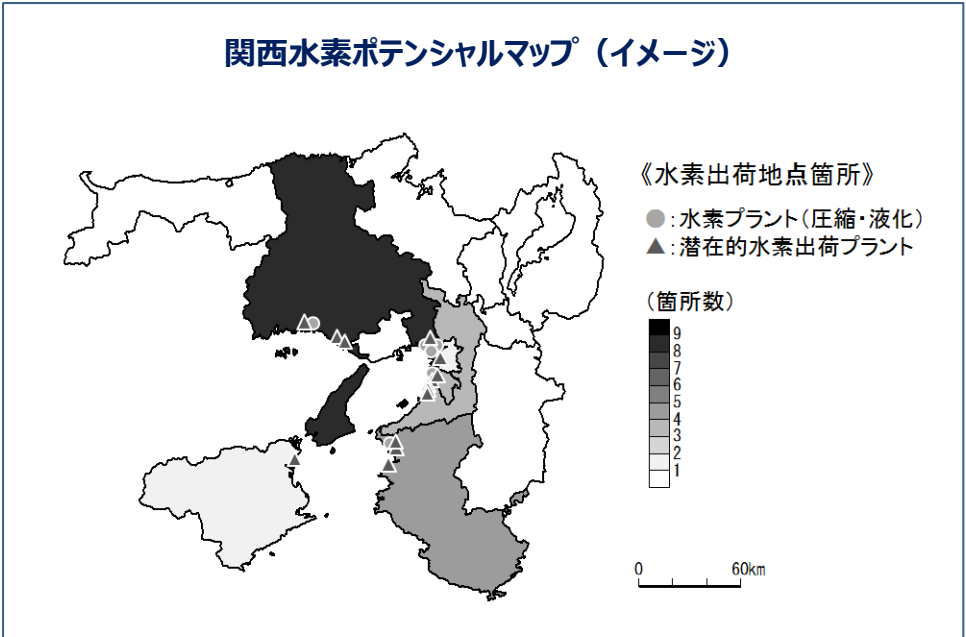 関西水素ポテンシャルマップ（イメージ）
《水素出荷地点箇所》
●：水素プラント（圧縮・液化）
▲：潜在的水素出荷プラント
（箇所数）
9
8
7
6
5
4
3
2
1
0 60km